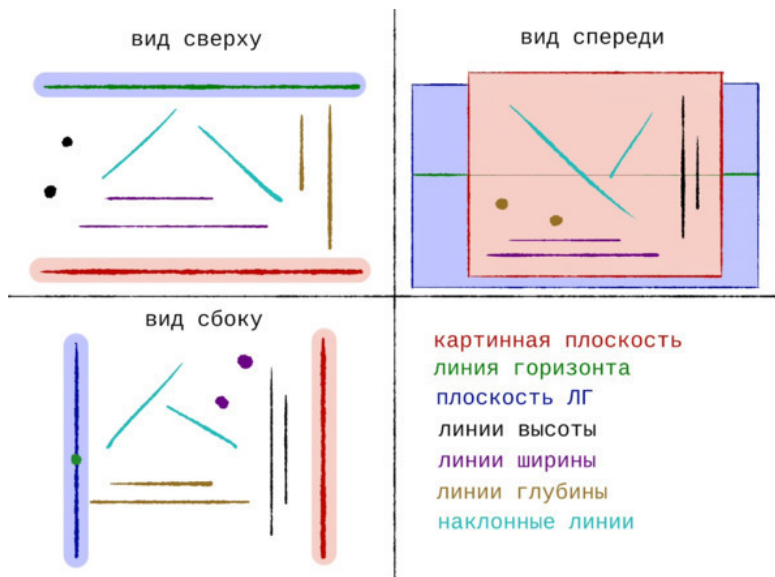 вид сверху
вид спереди
вид сбоку
картинная плоскость
линия горизонта
плоскость ЛГ
линии высоты
линии ширины
линии глубины
наклонные линии